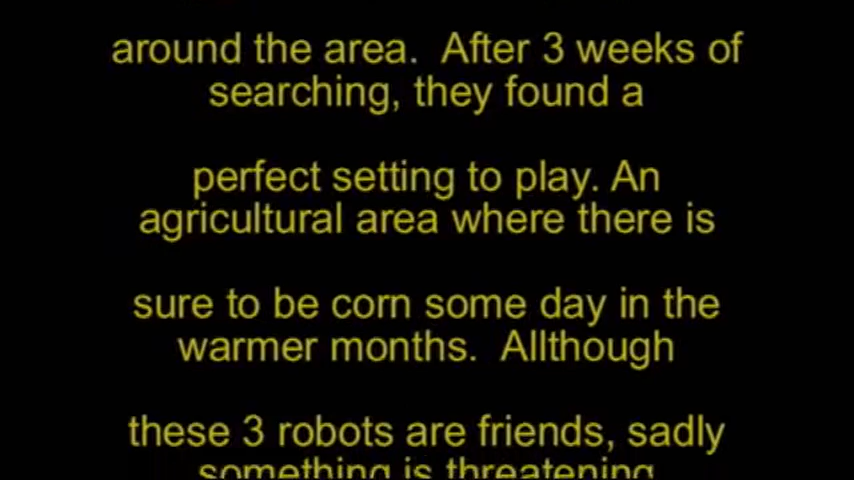 around the area.  After 3 weeks of
searching, they found a
perfect setting to play. An
agricultural area where there is
sure to be corn some day in the
warmer months.  Allthough
these 3 robots are friends, sadly
something is threatening